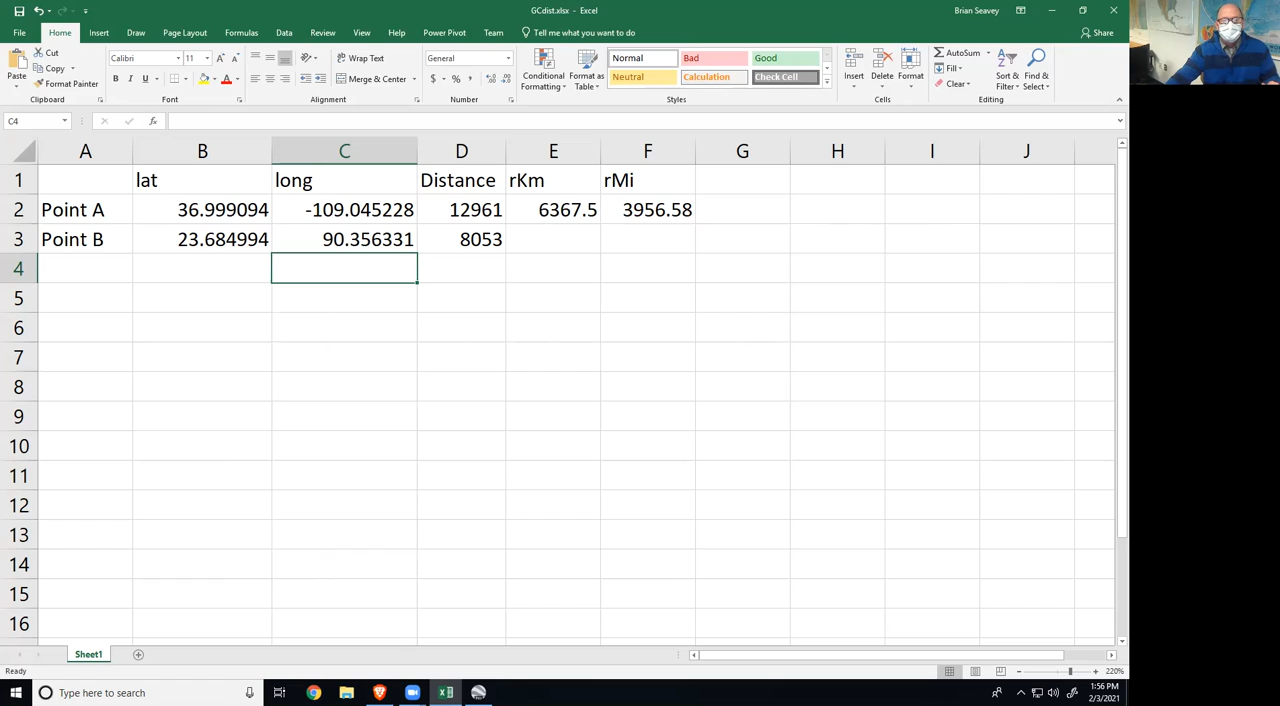 GCdist.xlsx - Excel
Brian Seavey
File Home Insert Draw Page Layout Formulas Data Review View Help Power Pivot Team Tell me what you want to do Share
Paste Cut Copy Format Painter
Calibri 11
Wrap Text
Merge & Center
General
Conditional Formatting
Format as Table
Normal Bad Good
Neutral Calculation Check Cell
Insert Delete Format
AutoSum Fill Clear
Sort & Filter
Find & Select
Clipboard Font Alignment Number Styles Cells Editing
C4 fx
A B C D E F G H I J
1 lat long Distance rKm rMi
2 Point A 36.999094 -109.045228 12961 6367.5 3956.58
3 Point B 23.684994 90.356331 8053
4
5
6
7
8
9
10
11
12
13
14
15
16
Sheet1
Ready 220%
Type here to search
1:56 PM
2/3/2021